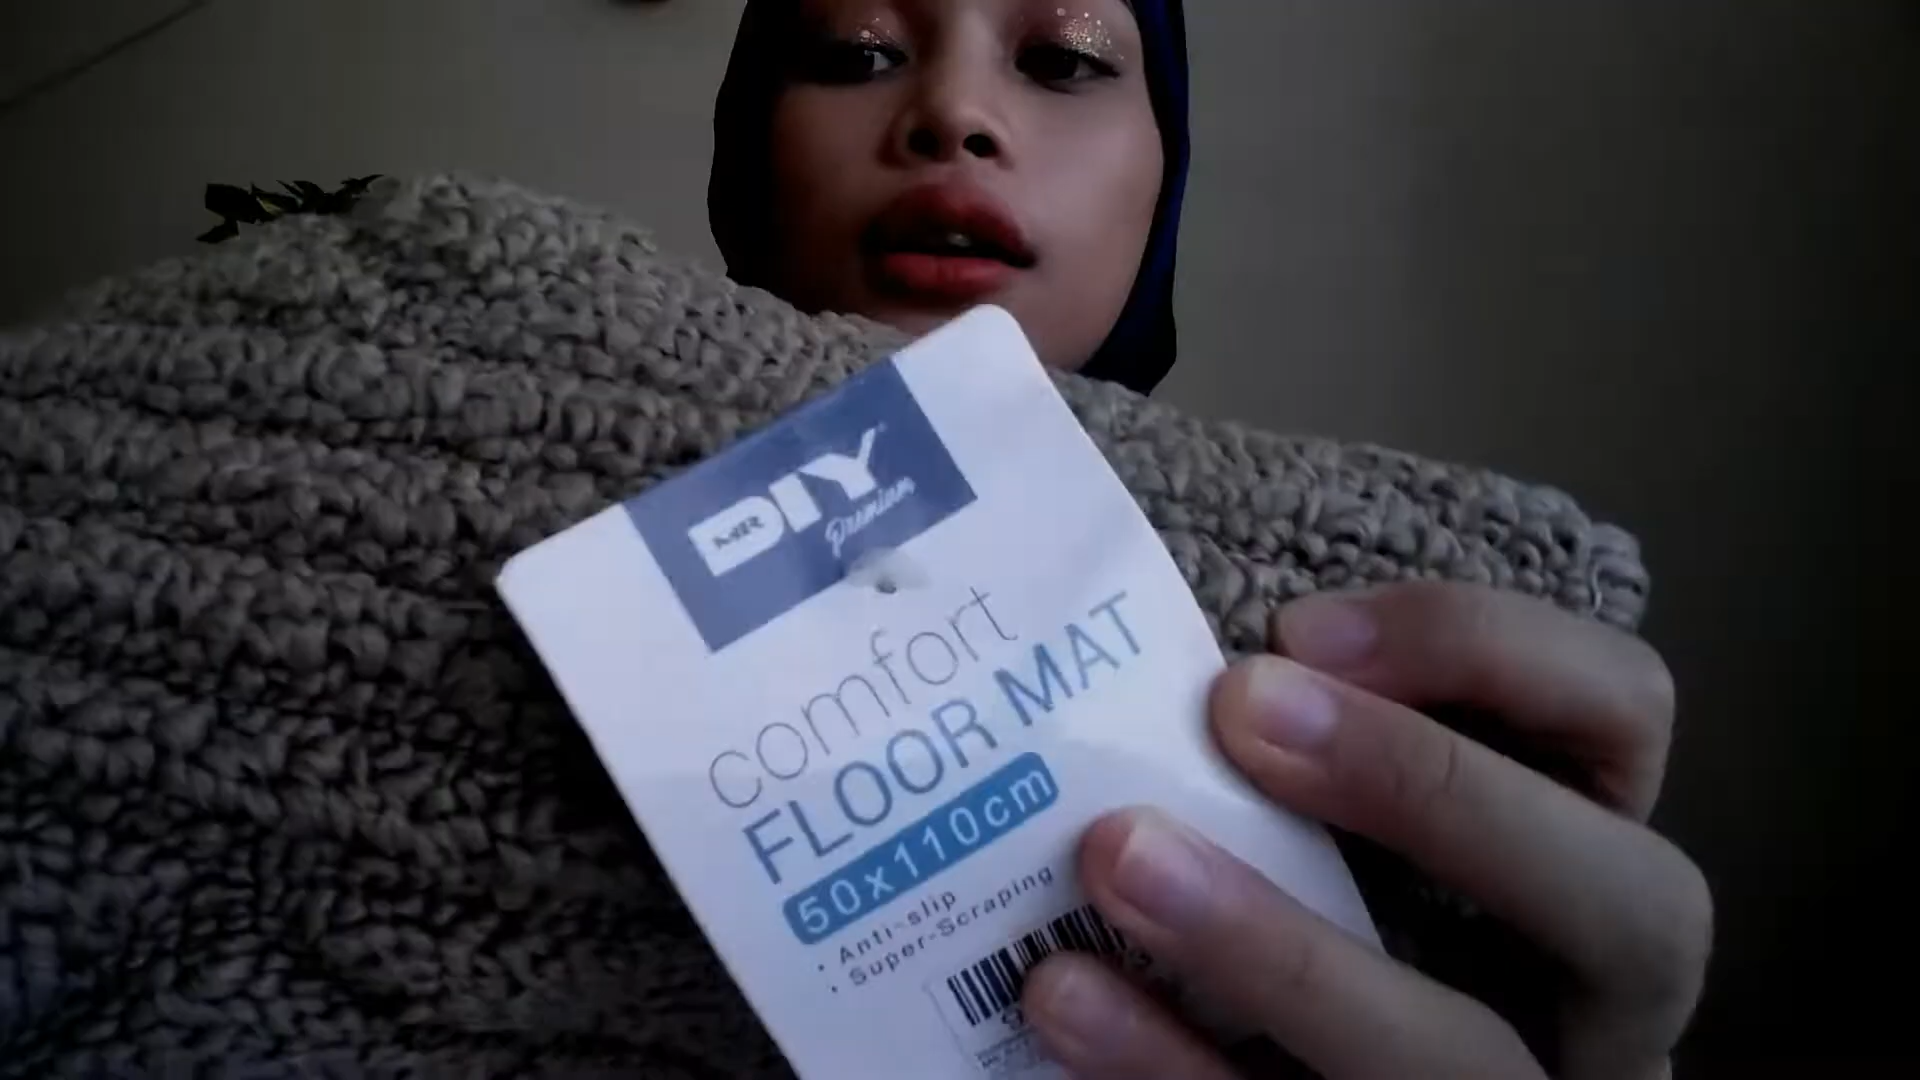 MR DIY
Premium
comfort
FLOOR MAT
50x110cm
• Anti-slip
• Super-Scraping